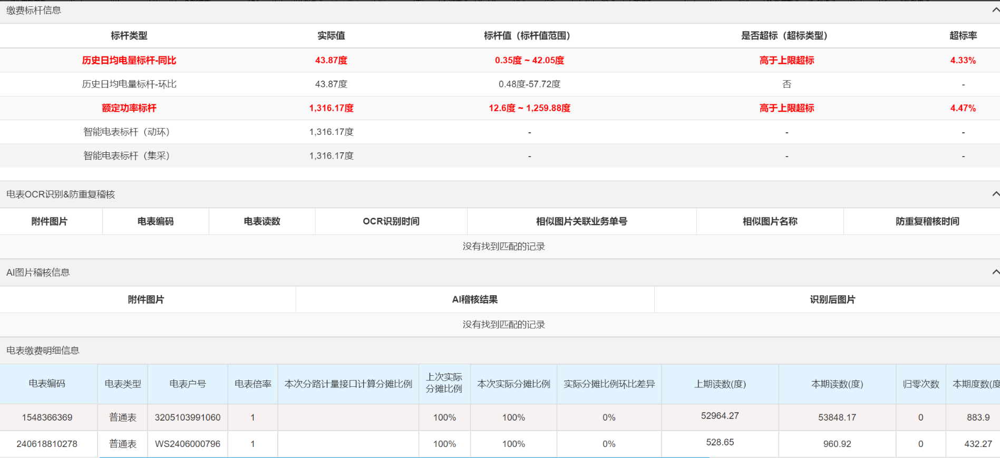 缴费标杆信息
标杆类型 实际值 标杆值（标杆值范围） 是否超标（超标类型） 超标率
历史日均电量标杆-同比 43.87度 0.35度 ~ 42.05度 高于上限超标 4.33%
历史日均电量标杆-环比 43.87度 0.48度-57.72度 否 -
额定功率标杆 1,316.17度 12.6度 ~ 1,259.88度 高于上限超标 4.47%
智能电表标杆（动环） 1,316.17度 - - -
智能电表标杆（集采） 1,316.17度 - - -
电表OCR识别&防重复稽核
附件图片 电表编码 电表读数 OCR识别时间 相似图片关联业务单号 相似图片名称 防重复稽核时间
没有找到匹配的记录
AI图片稽核信息
附件图片 AI稽核结果 识别后图片
没有找到匹配的记录
电表缴费明细信息
电表编码 电表类型 电表户号 电表倍率 本次分路计量接口计算分摊比例 上次实际分摊比例 本次实际分摊比例 实际分摊比例环比差异 上期读数(度) 本期读数(度) 归零次数 本期度数(度
1548366369 普通表 3205103991060 1 100% 100% 0% 52964.27 53848.17 0 883.9
240618810278 普通表 WS2406000796 1 100% 100% 0% 528.65 960.92 0 432.27